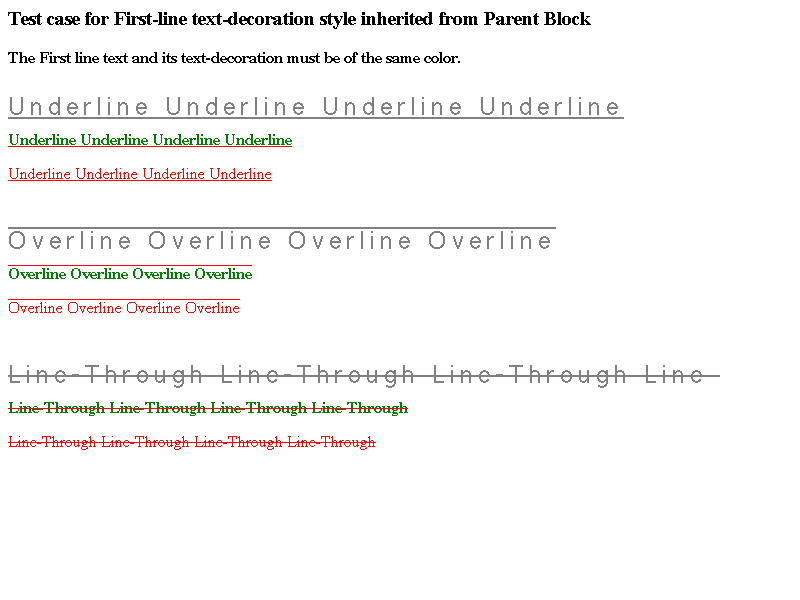 Test case for First-line text-decoration style inherited from Parent Block
The First line text and its text-decoration must be of the same color.
Underline Underline Underline Underline
Underline Underline Underline Underline
Underline Underline Underline Underline
Overline Overline Overline Overline
Overline Overline Overline Overline
Overline Overline Overline Overline
Line-Through Line-Through Line-Through Line-
Line-Through Line-Through Line-Through Line-Through
Line-Through Line-Through Line-Through Line-Through